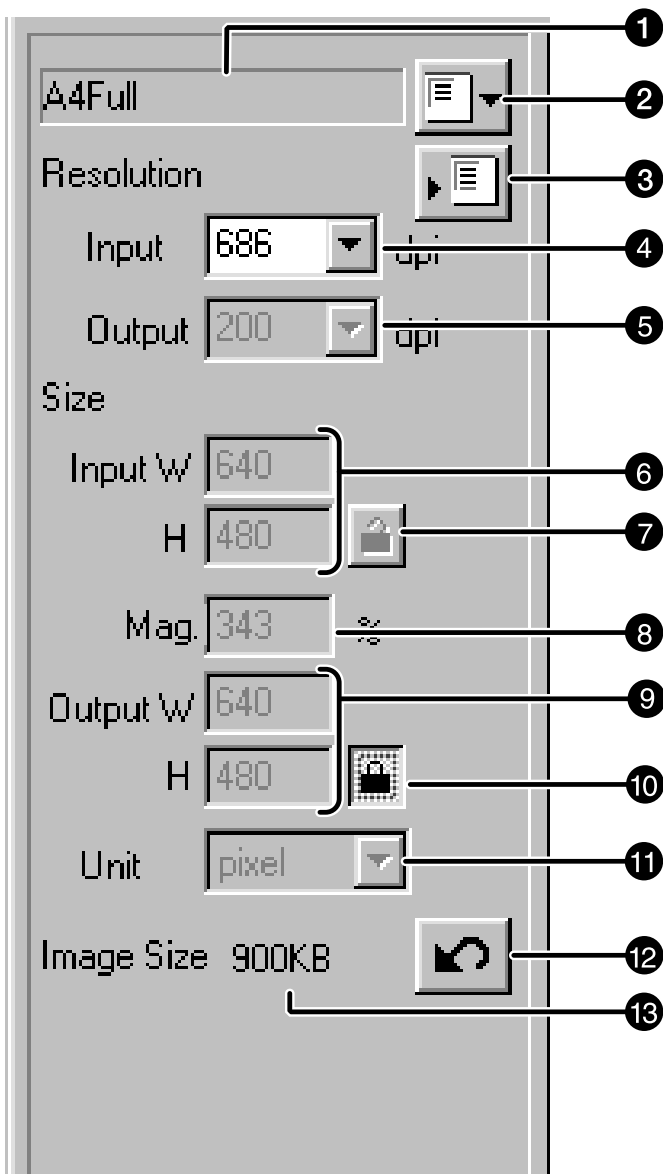 1
A4Full
2
Resolution
3
Input 686 dpi
4
Output 200 dpi
5
Size
Input W 640
6
H 480
7
Mag. 343 %
8
Output W 640
9
H 480
10
Unit pixel
11
Image Size 900KB
12
13